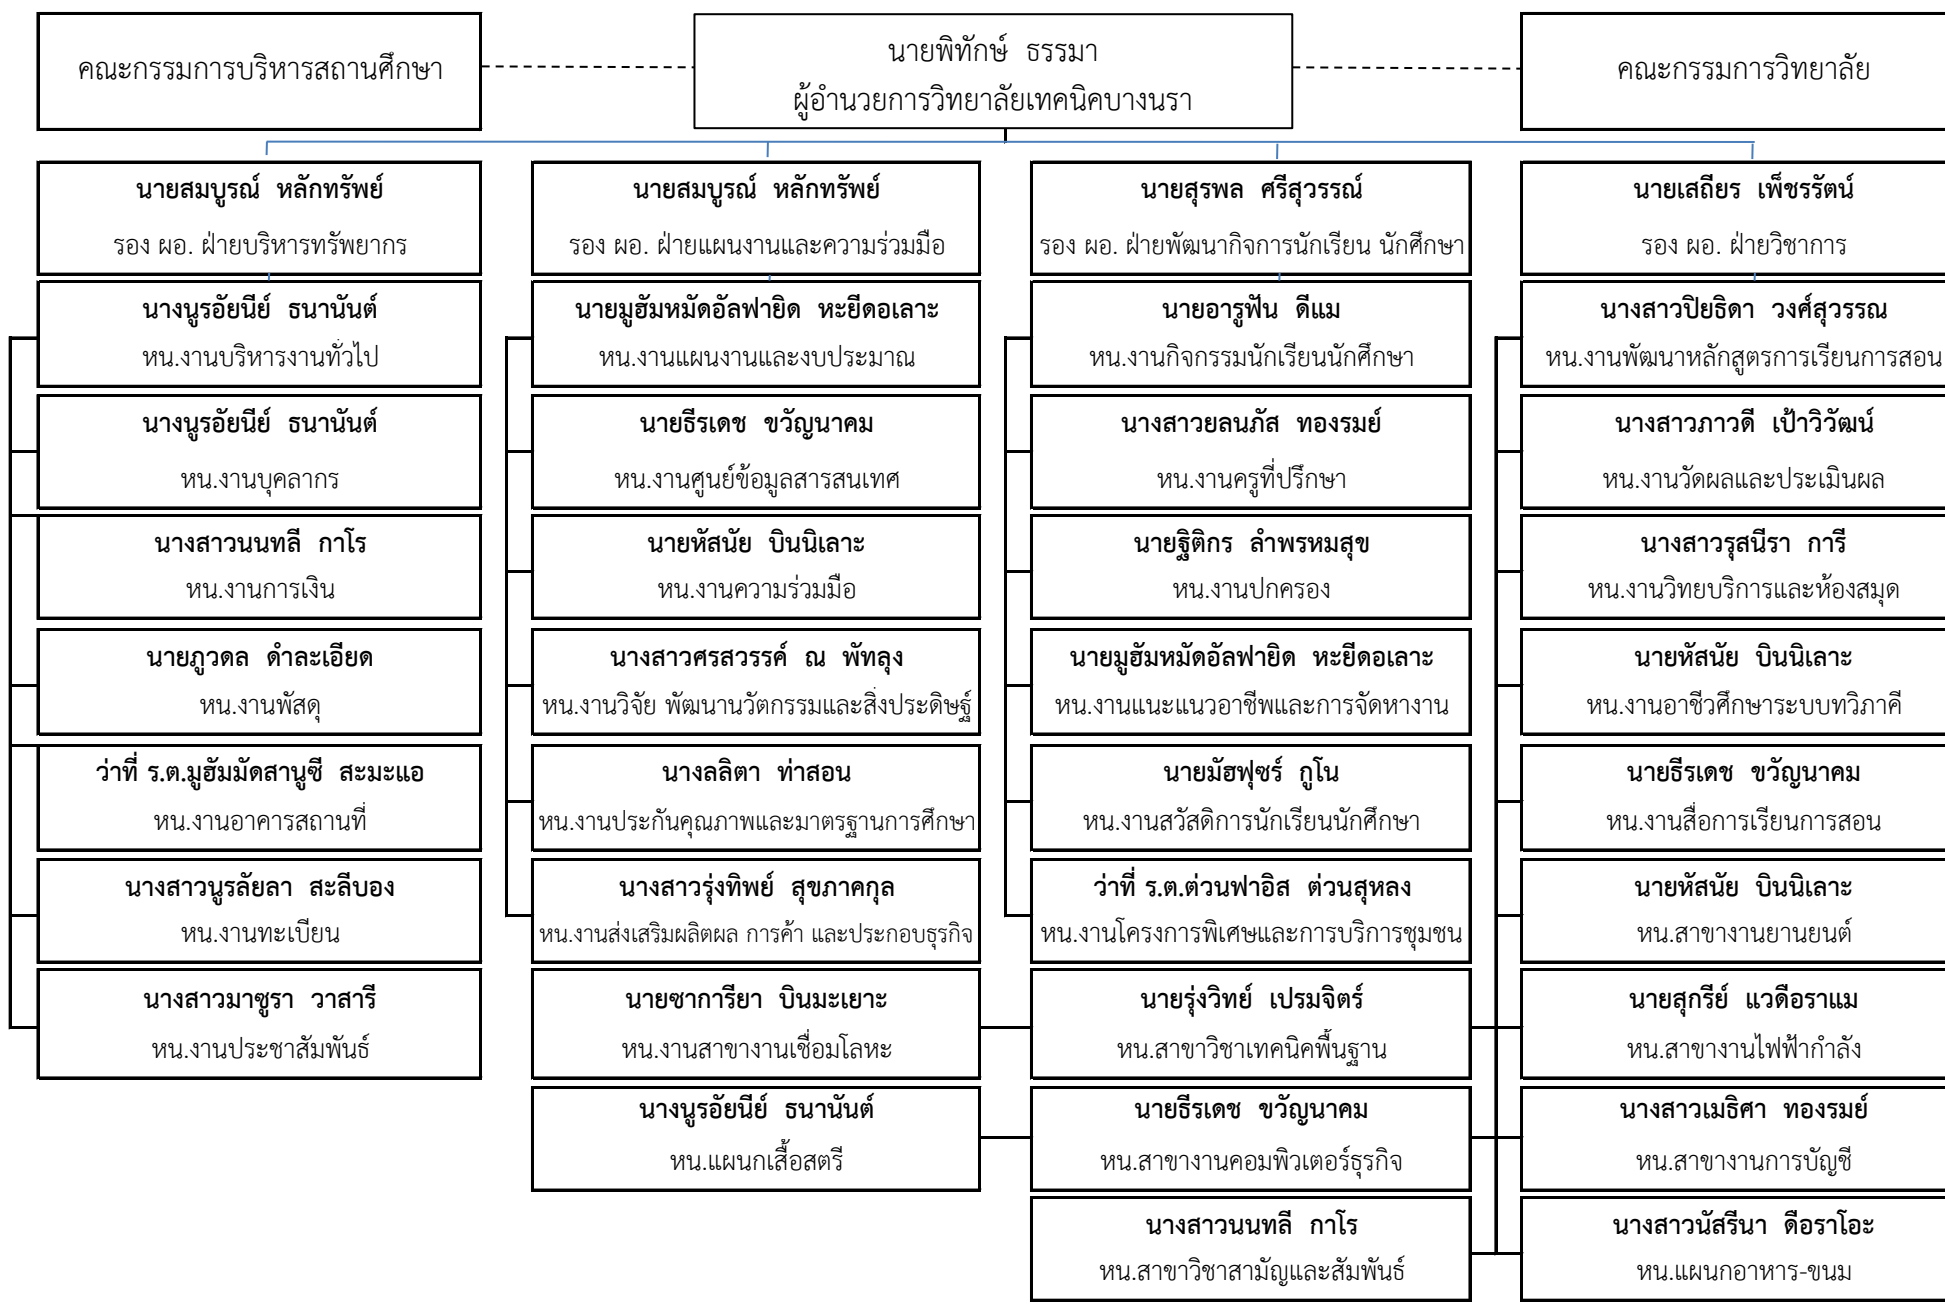 คณะกรรมการบริหารสถานศึกษา
นายพิทักษ์ ธรรมา
ผู้อำนวยการวิทยาลัยเทคนิคบางนรา
คณะกรรมการวิทยาลัย
นายสมบูรณ์ หลักทรัพย์
รอง ผอ. ฝ่ายบริหารทรัพยากร
นายสมบูรณ์ หลักทรัพย์
รอง ผอ. ฝ่ายแผนงานและความร่วมมือ
นายสุรพล ศรีสุวรรณ์
รอง ผอ. ฝ่ายพัฒนากิจการนักเรียน นักศึกษา
นายเสถียร เพ็ชรรัตน์
รอง ผอ. ฝ่ายวิชาการ
นางนูรอัยนีย์ ธนานันต์
หน.งานบริหารงานทั่วไป
นายมูฮัมหมัดอัลฟายิด หะยีดอเลาะ
หน.งานแผนงานและงบประมาณ
นายอารูฟัน ดีแม
หน.งานกิจกรรมนักเรียนนักศึกษา
นางสาวปิยธิดา วงศ์สุวรรณ
หน.งานพัฒนาหลักสูตรการเรียนการสอน
นางนูรอัยนีย์ ธนานันต์
หน.งานบุคลากร
นายธีรเดช ขวัญนาคม
หน.งานศูนย์ข้อมูลสารสนเทศ
นางสาวยลนภัส ทองรมย์
หน.งานครูที่ปรึกษา
นางสาวภาวดี เป้าวิวัฒน์
หน.งานวัดผลและประเมินผล
นางสาวนนทลี กาโร
หน.งานการเงิน
นายหัสนัย บินนิเลาะ
หน.งานความร่วมมือ
นายฐิติกร ลำพรหมสุข
หน.งานปกครอง
นางสาวรุสนีรา การี
หน.งานวิทยบริการและห้องสมุด
นายภูวดล ดำละเอียด
หน.งานพัสดุ
นางสาวศรสวรรค์ ณ พัทลุง
หน.งานวิจัย พัฒนานวัตกรรมและสิ่งประดิษฐ์
นายมูฮัมหมัดอัลฟายิด หะยีดอเลาะ
หน.งานแนะแนวอาชีพและการจัดหางาน
นายหัสนัย บินนิเลาะ
หน.งานอาชีวศึกษาระบบทวิภาคี
ว่าที่ ร.ต.มูฮัมมัดสานูซี สะมะแอ
หน.งานอาคารสถานที่
นางลลิตา ท่าสอน
หน.งานประกันคุณภาพและมาตรฐานการศึกษา
นายมัฮฟุซร์ กูโน
หน.งานสวัสดิการนักเรียนนักศึกษา
นายธีรเดช ขวัญนาคม
หน.งานสื่อการเรียนการสอน
นางสาวนูรลัยลา สะลีบอง
หน.งานทะเบียน
นางสาวรุ่งทิพย์ สุขภาคกุล
หน.งานส่งเสริมผลิตผล การค้า และประกอบธุรกิจ
ว่าที่ ร.ต.ต่วนฟาอิส ต่วนสุหลง
หน.งานโครงการพิเศษและการบริการชุมชน
นายหัสนัย บินนิเลาะ
หน.สาขางานยานยนต์
นางสาวมาซูรา วาสารี
หน.งานประชาสัมพันธ์
นายซาการียา บินมะเยาะ
หน.งานสาขางานเชื่อมโลหะ
นายรุ่งวิทย์ เปรมจิตร์
หน.สาขาวิชาเทคนิคพื้นฐาน
นายสุกรีย์ แวดือราแม
หน.สาขางานไฟฟ้ากำลัง
นางนูรอัยนีย์ ธนานันต์
หน.แผนกเสื้อสตรี
นายธีรเดช ขวัญนาคม
หน.สาขางานคอมพิวเตอร์ธุรกิจ
นางสาวเมธิศา ทองรมย์
หน.สาขางานการบัญชี
นางสาวนนทลี กาโร
หน.สาขาวิชาสามัญและสัมพันธ์
นางสาวนัสรีนา ดือราโอะ
หน.แผนกอาหาร-ขนม